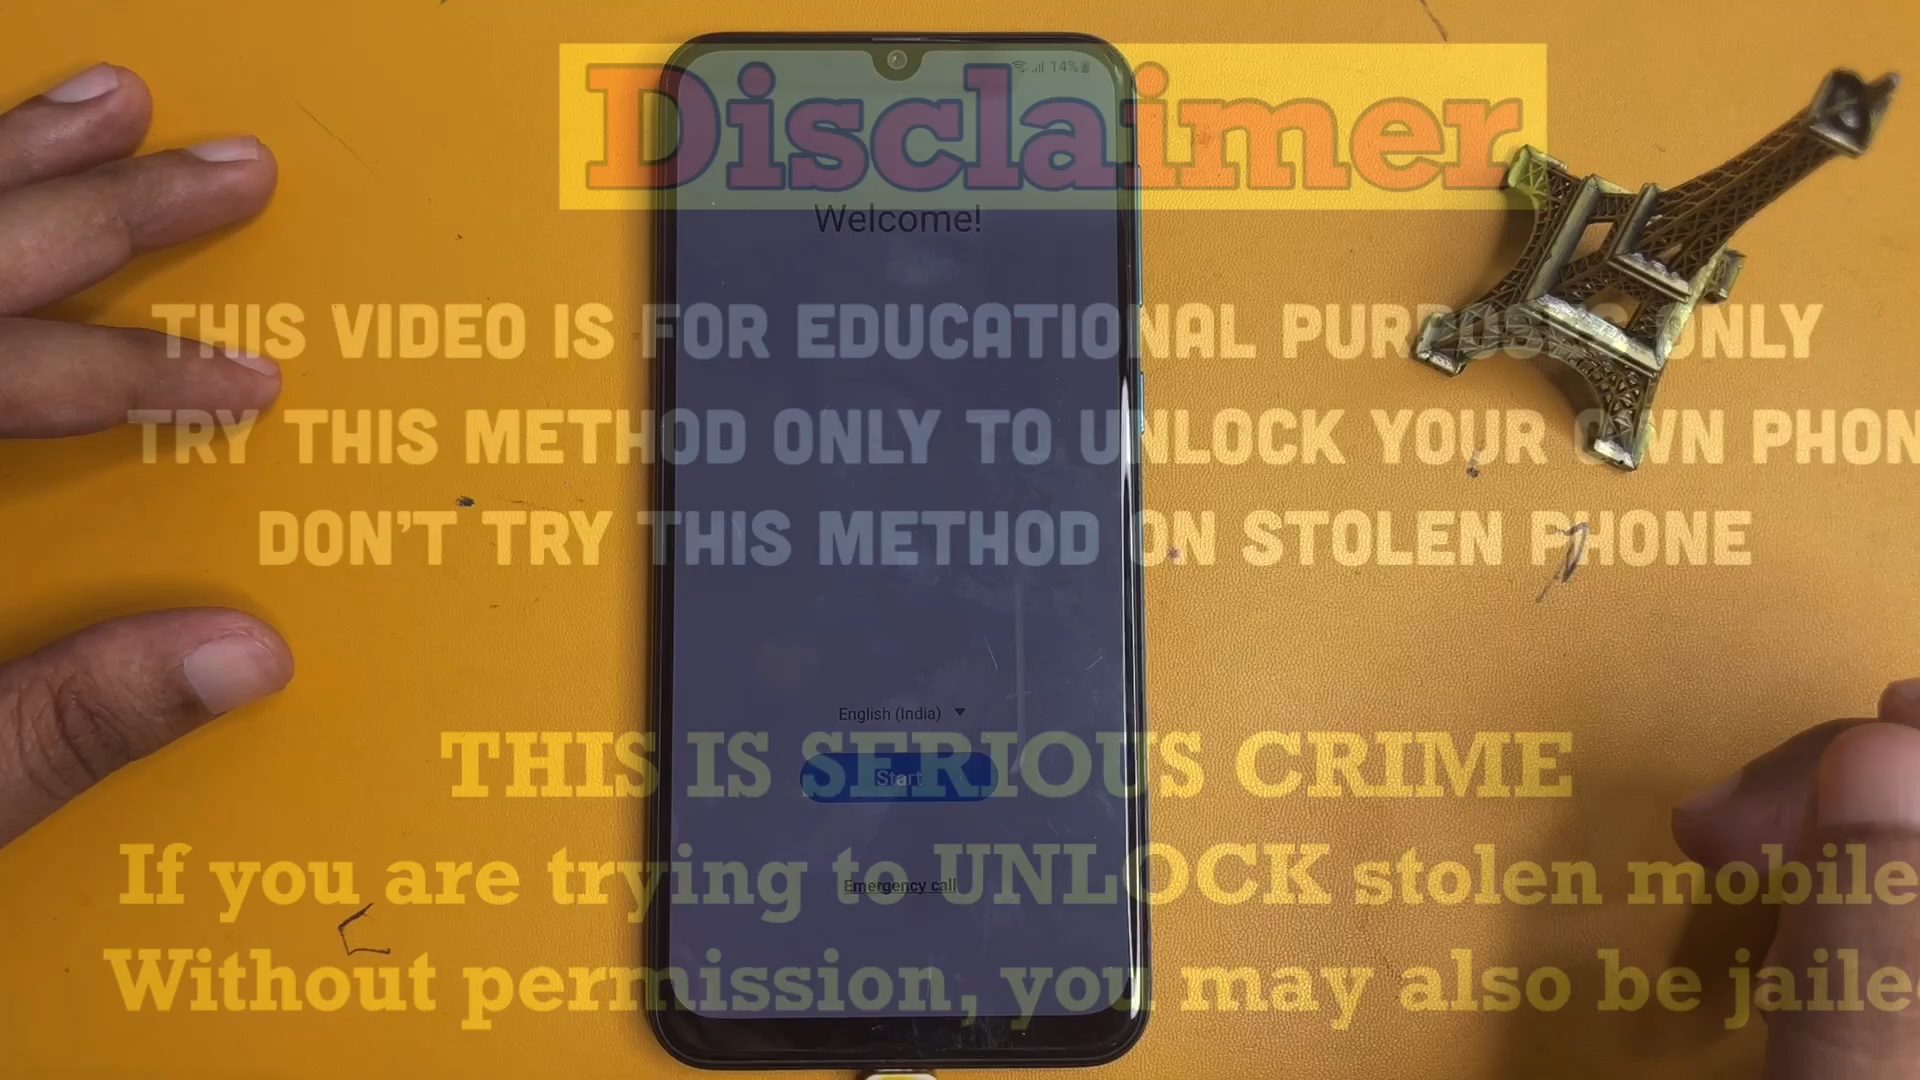 14%
Disclaimer
Welcome!
THIS VIDEO IS FOR EDUCATIONAL PURPOSE ONLY
TRY THIS METHOD ONLY TO UNLOCK YOUR OWN PHON
DON'T TRY THIS METHOD ON STOLEN PHONE
English (India)
THIS IS SERIOUS CRIME
Start
If you are trying to UNLOCK stolen mobile
Emergency call
Without permission, you may also be jaile